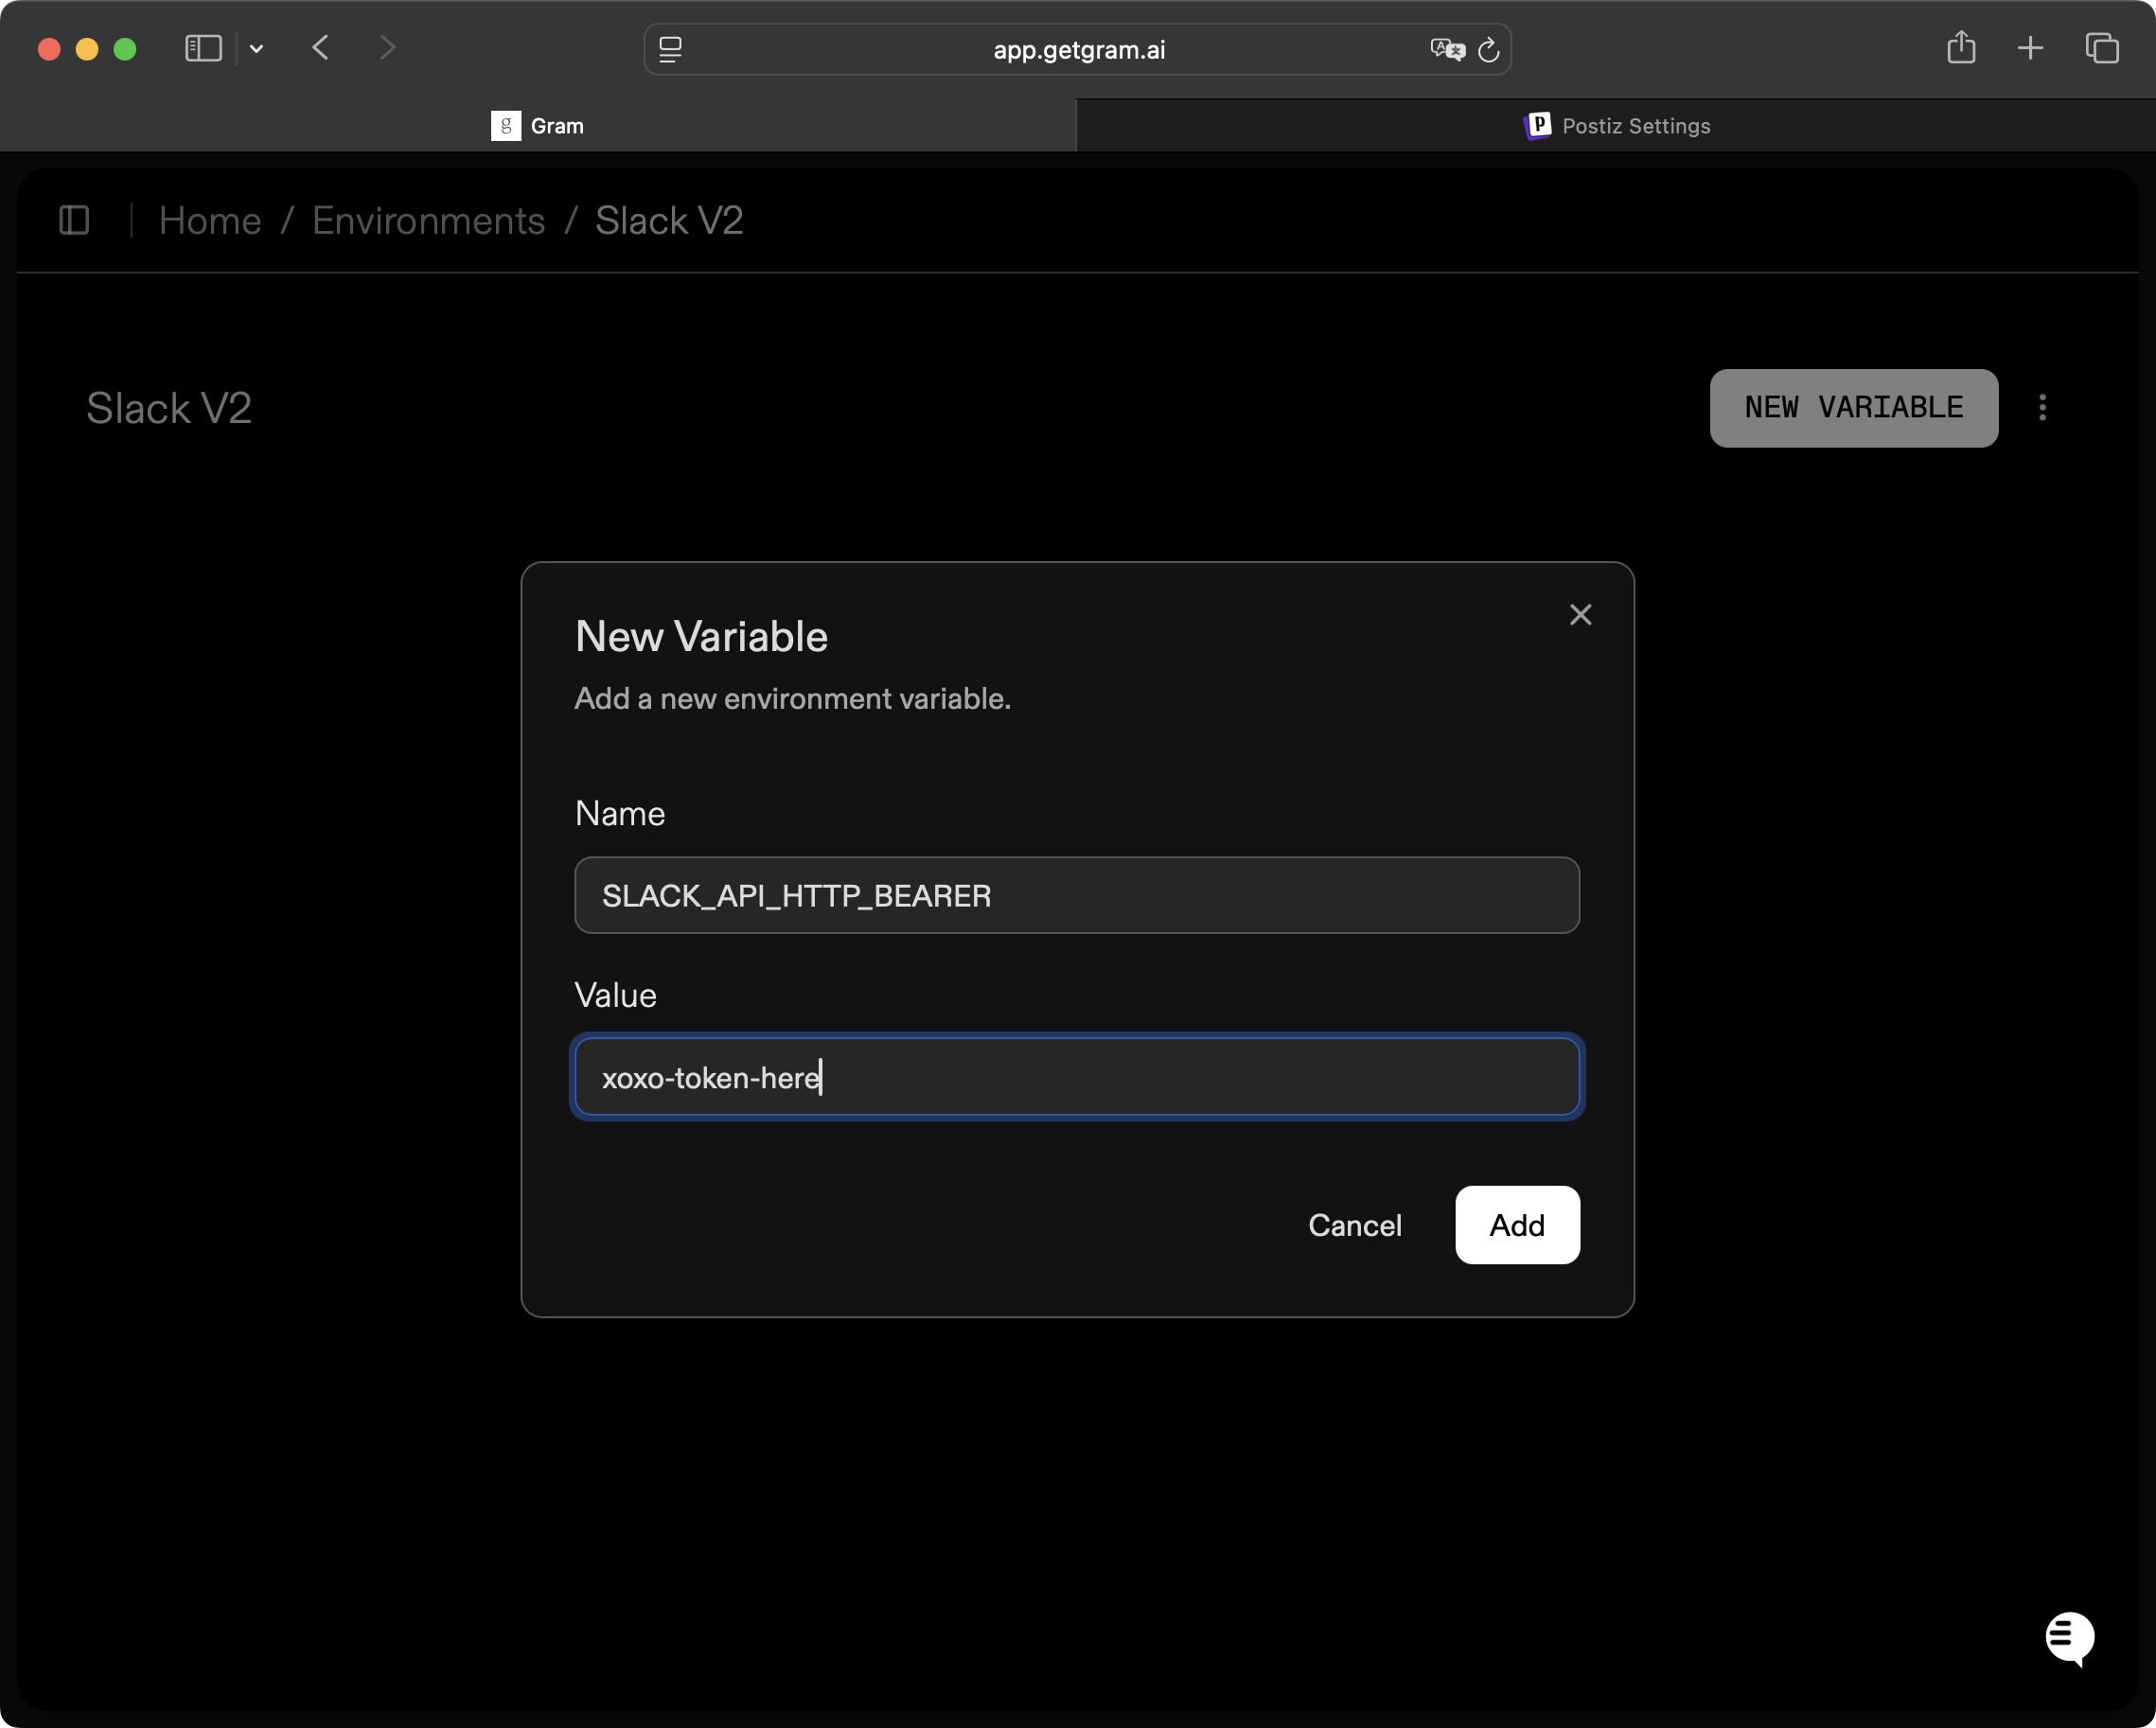 app.getgram.ai
g Gram
Postiz Settings
Home / Environments / Slack V2
Slack V2
NEW VARIABLE
New Variable
Add a new environment variable.
Name
SLACK_API_HTTP_BEARER
Value
xoxo-token-here
Cancel
Add